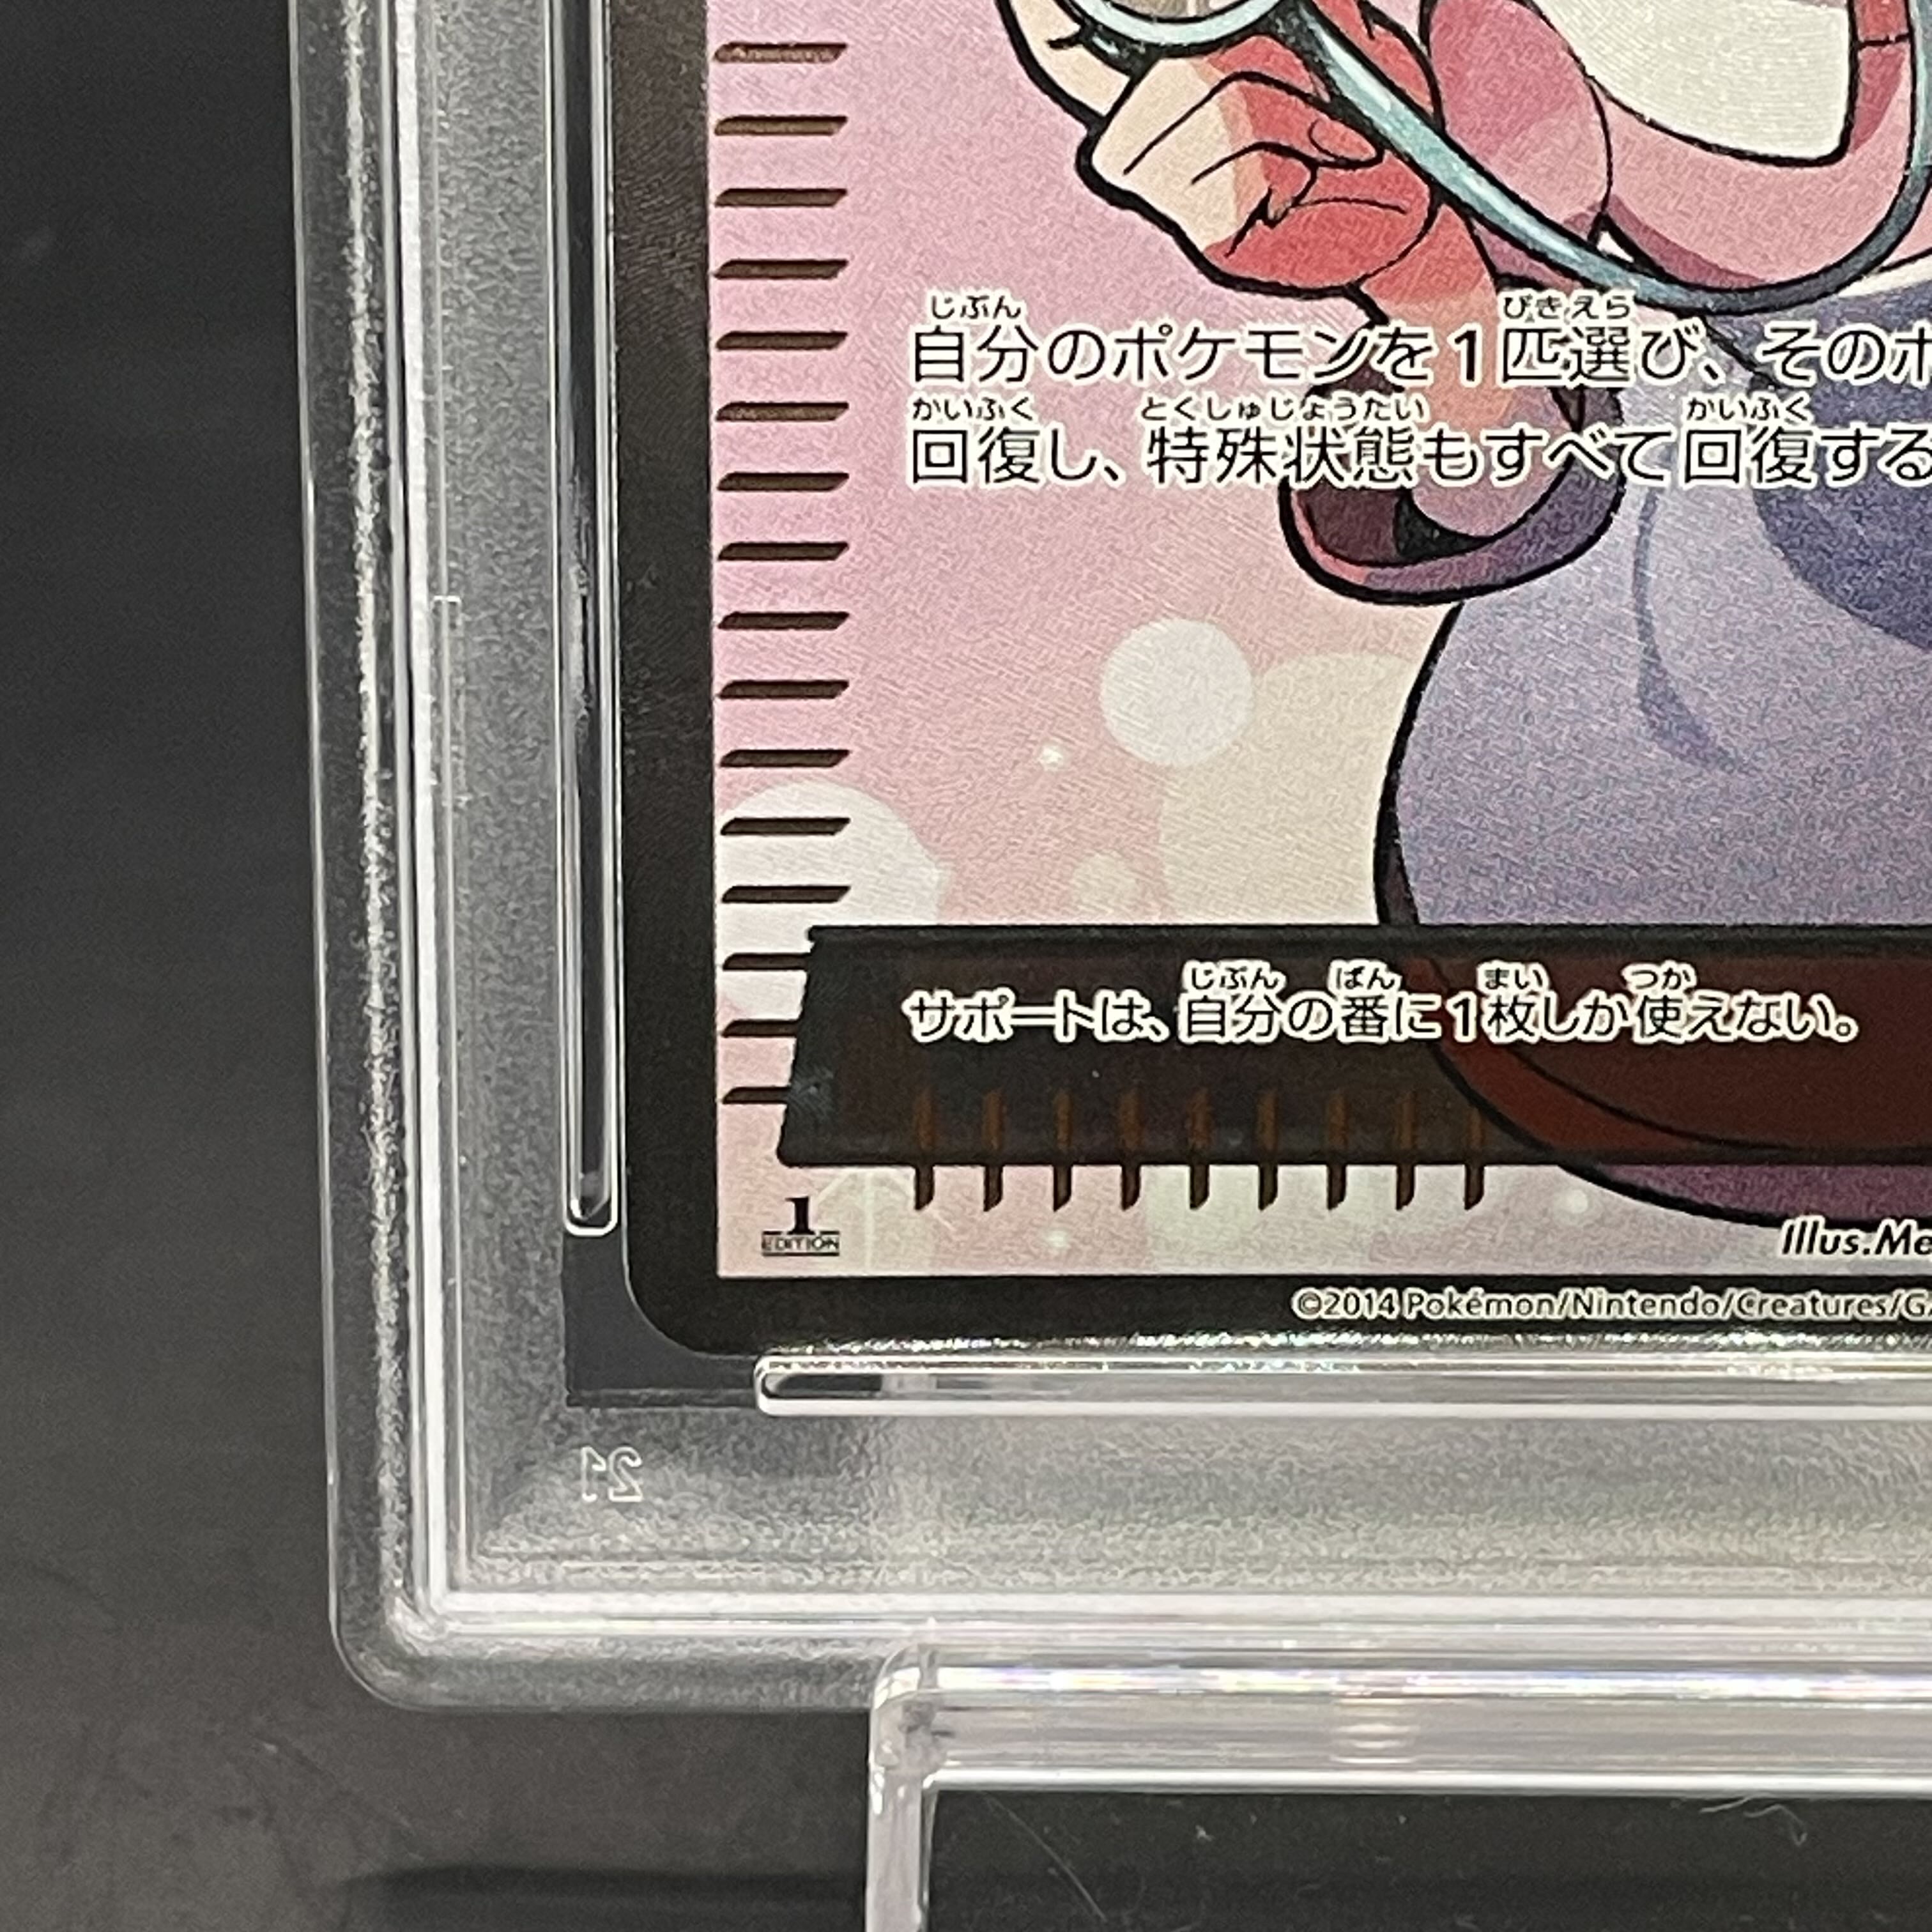 自分のポケモンを1匹選び、そのポ
じぶん
びきえら
回復し、特殊状態もすべて回復する
かいふく
とくしゅじょうたい
かいふく
サポートは、自分の番に1枚しか使えない。
じぶん
ばん
まい
つか
1
EDITION
Illus.Me
©2014 Pokémon/Nintendo/Creatures/GA
21